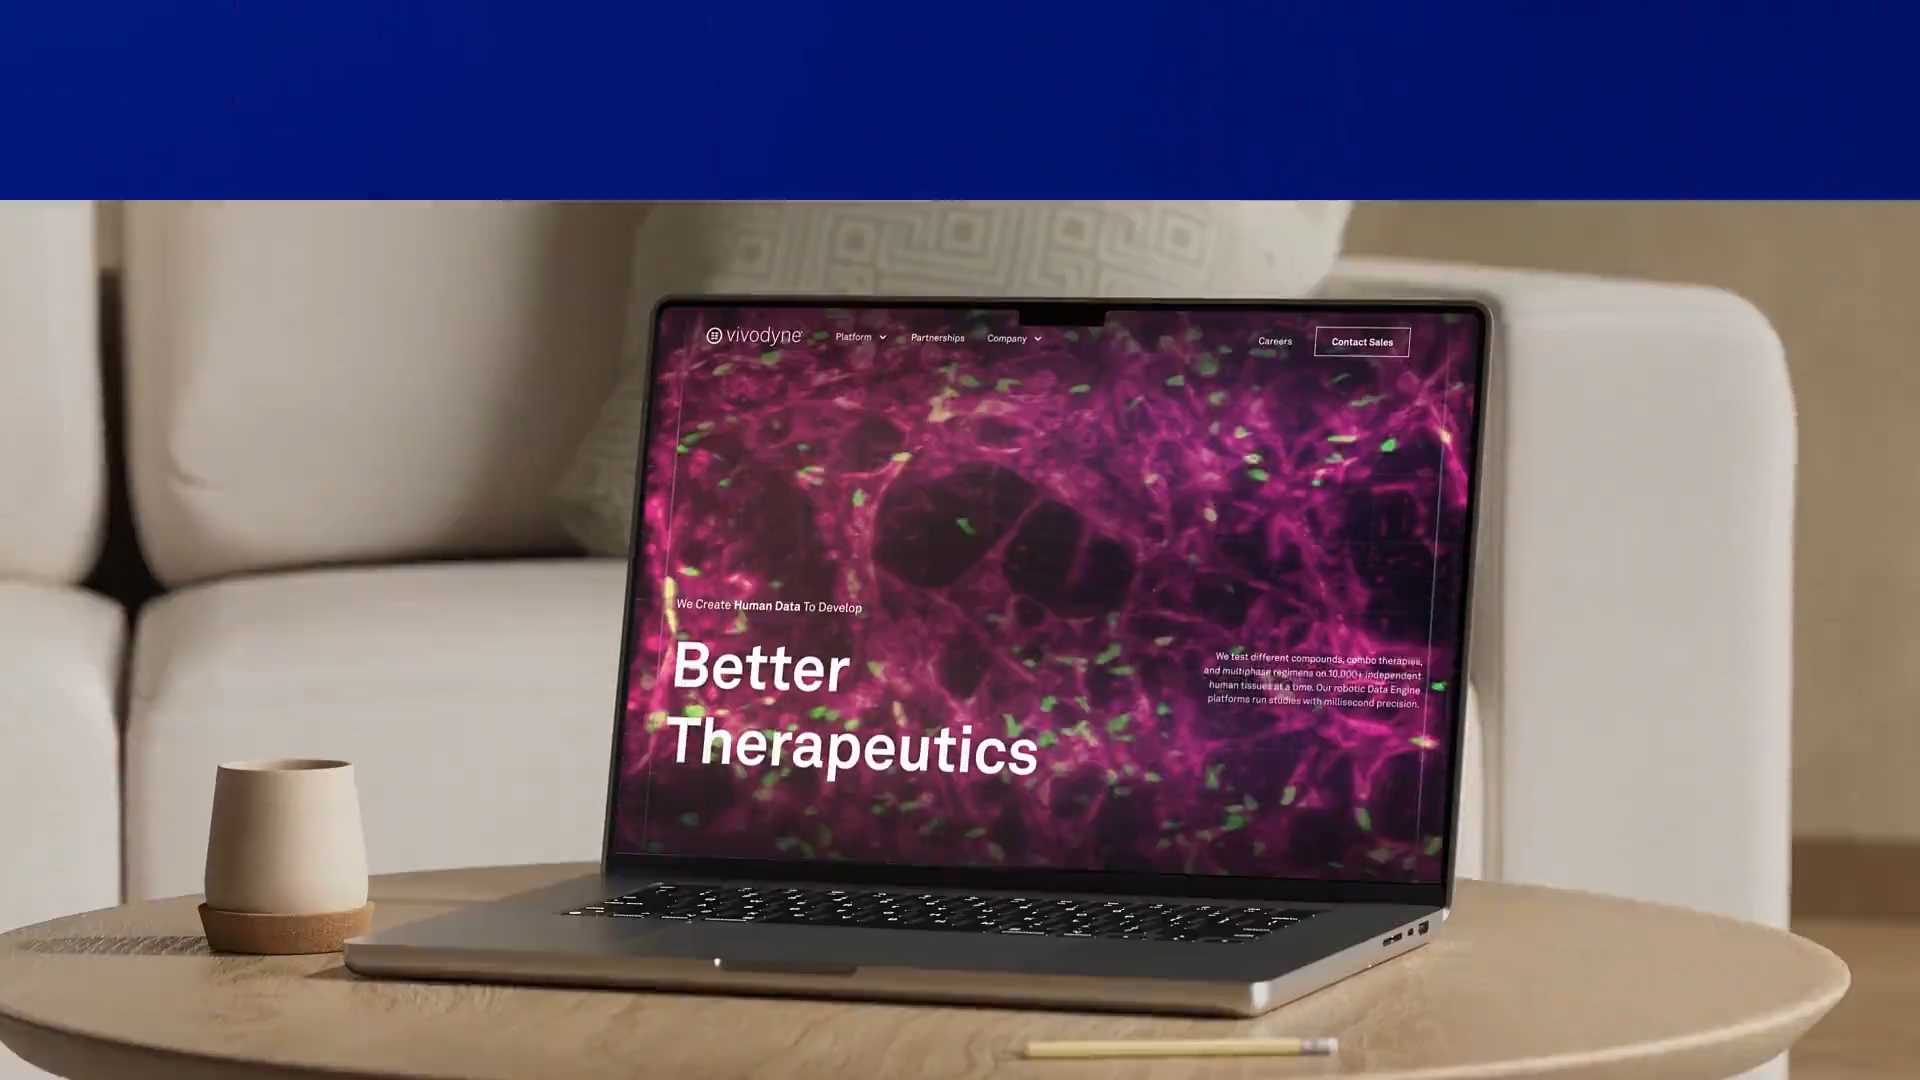 vivodyne
Platform
Partnerships
Company
Careers
Contact Sales
We Create Human Data To Develop
Better
Therapeutics
We test different compounds, combo therapies,
and multiphase regimens on 10,000+ independent
human tissues at a time. Our robotic Data Engine
platforms run studies with millisecond precision.